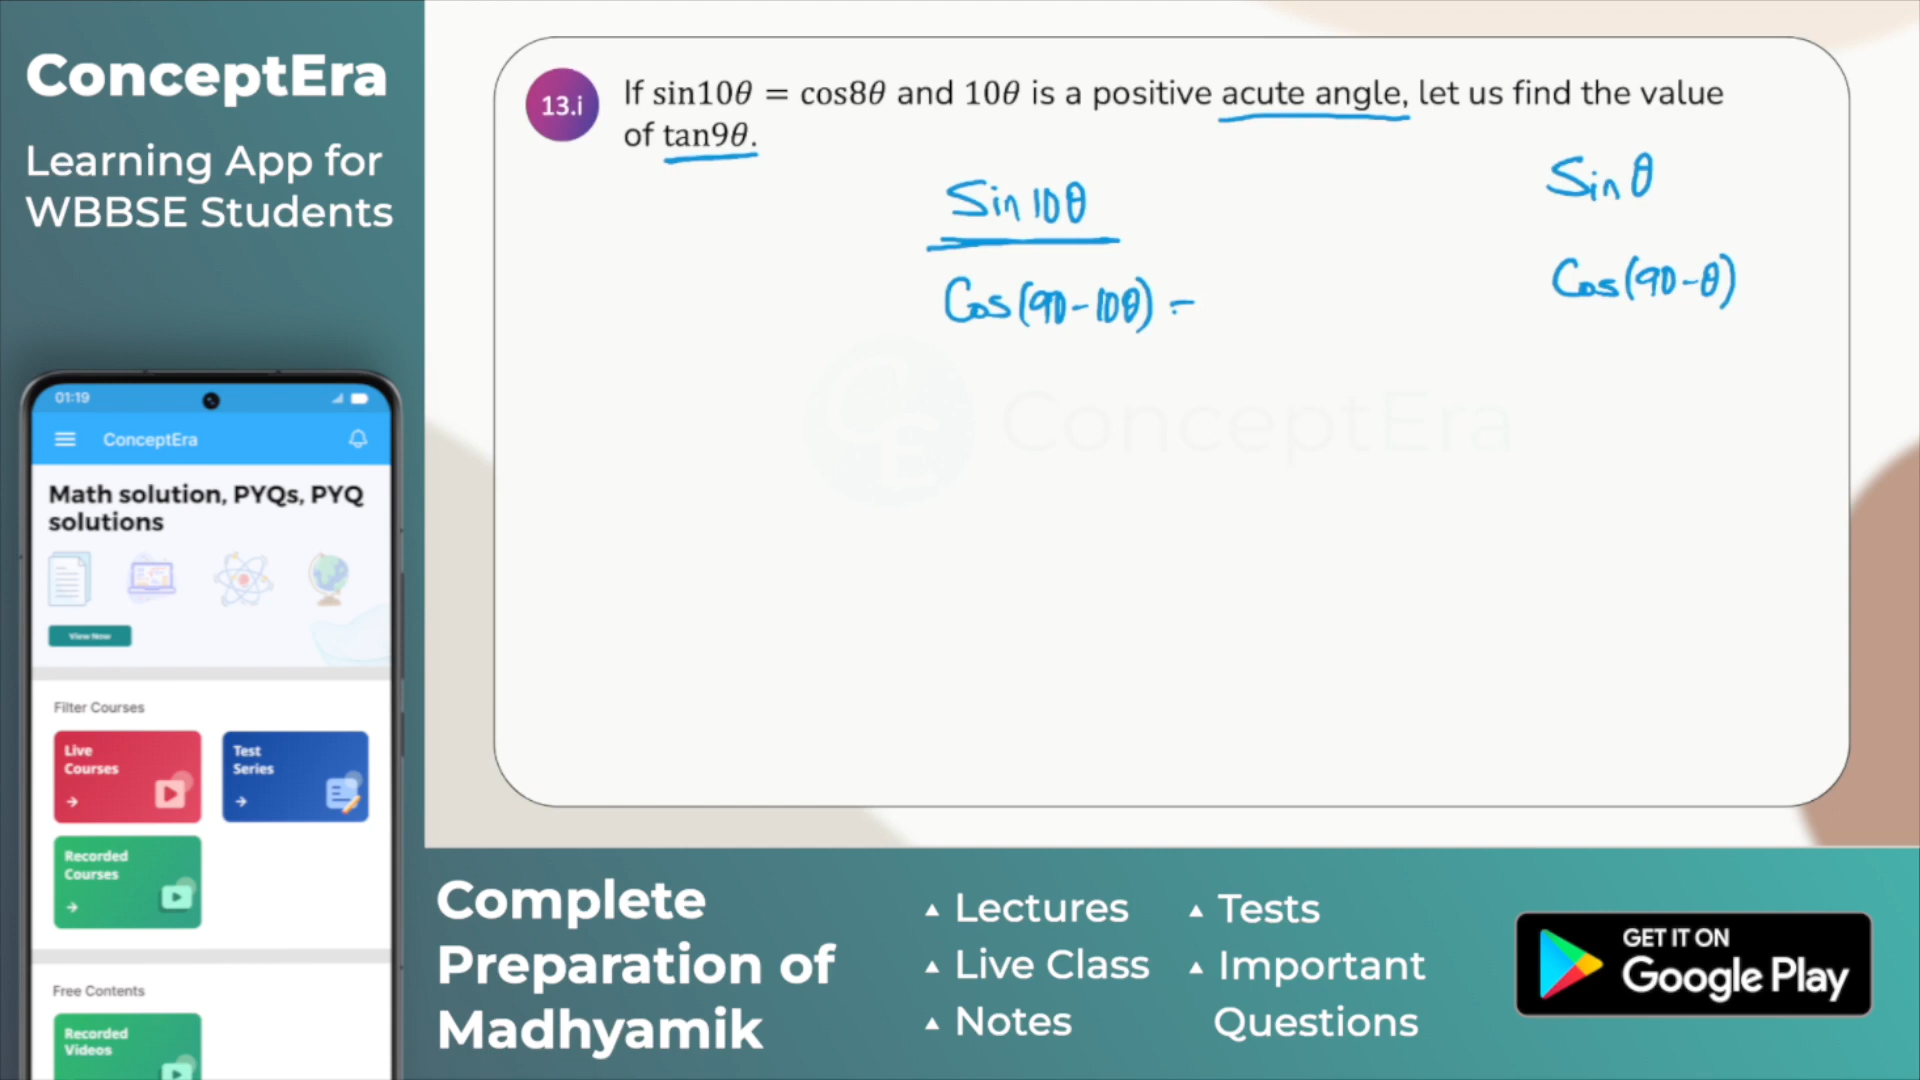 ConceptEra
Learning App for
WBBSE Students
13.i
If sin10θ = cos8θ and 10θ is a positive acute angle, let us find the value
of tan9θ.
Sin 10θ
Cos(90-10θ) =
Sin θ
Cos(90-θ)
ConceptEra
01:19
ConceptEra
Math solution, PYQs, PYQ
solutions
View Now
Filter Courses
Live
Courses
Test
Series
Recorded
Courses
Free Contents
Recorded
Videos
Complete
Preparation of
Madhyamik
▲ Lectures
▲ Live Class
▲ Notes
▲ Tests
▲ Important
Questions
GET IT ON
Google Play